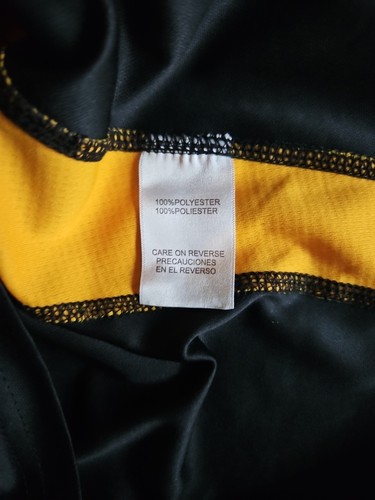 100%POLYESTER
100%POLIESTER
CARE ON REVERSE
PRECAUCIONES
EN EL REVERSO